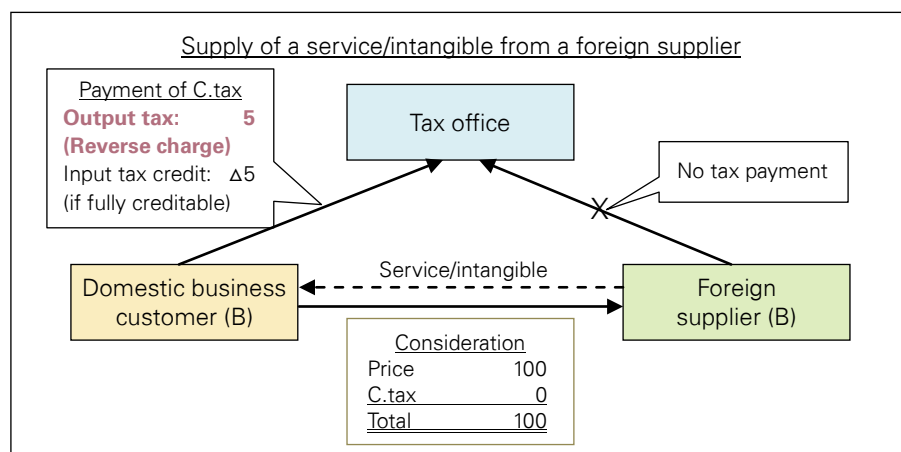 Supply of a service/intangible from a foreign supplier
Payment of C.tax
Output tax: 5
(Reverse charge)
Input tax credit: △5
(if fully creditable)
Tax office
No tax payment
X
Domestic business
customer (B)
Service/intangible
Foreign
supplier (B)
Consideration
Price 100
C.tax 0
Total 100